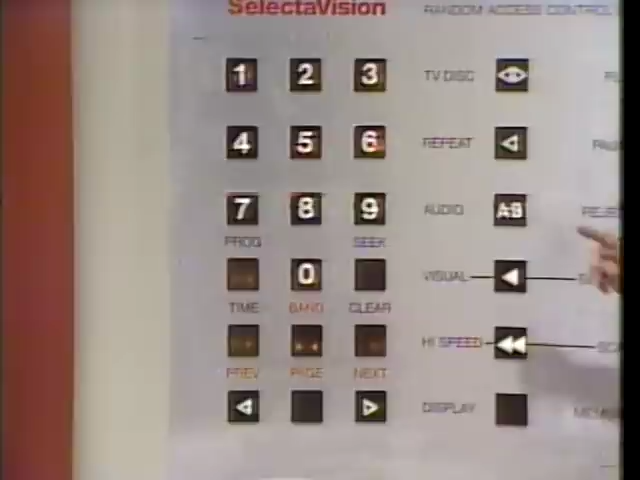 SelectaVision RANDOM ACCESS CONTROL
1 2 3 TV DISC
4 5 6 REPEAT
7 8 9 AUDIO AB
PROG SEEK
0 VISUAL
TIME BAND CLEAR
HI SPEED
PREV PAGE NEXT
DISPLAY